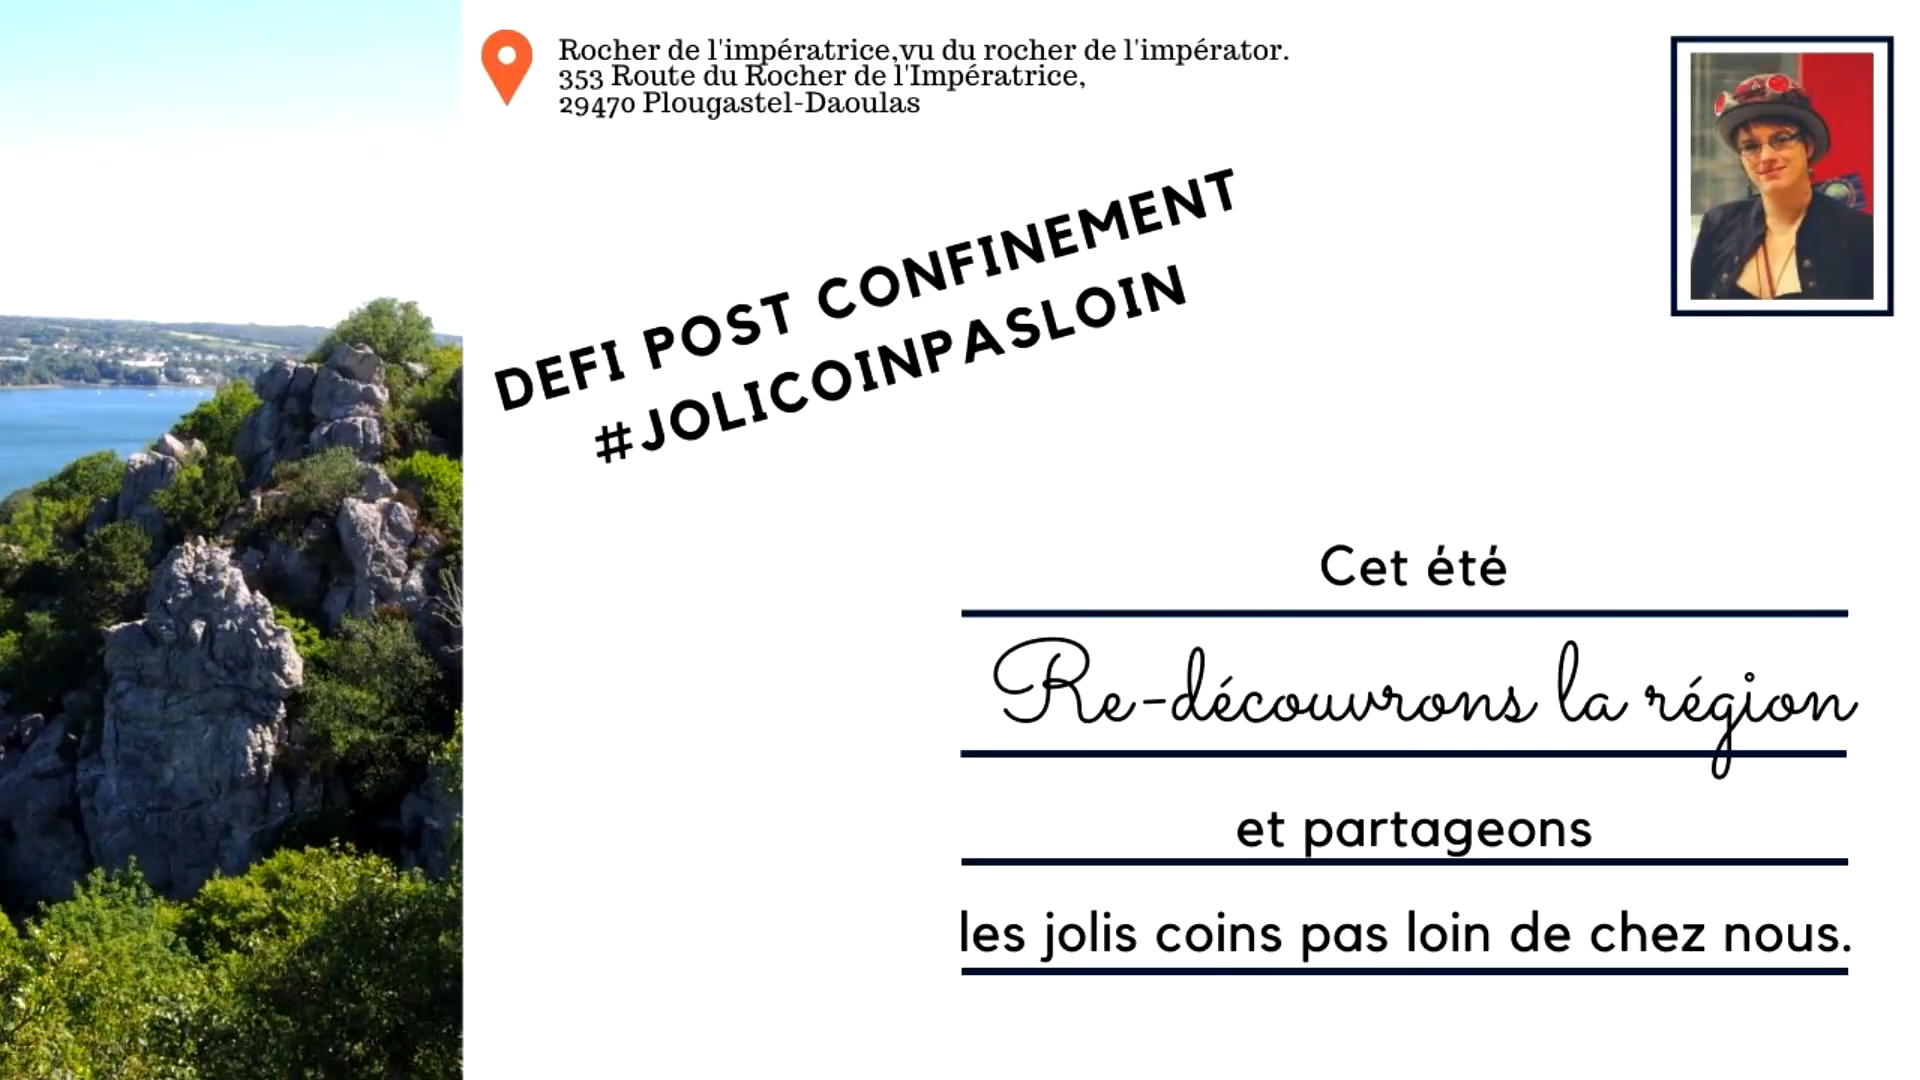 Rocher de l'impératrice,vu du rocher de l'impérator.
353 Route du Rocher de l'Impératrice,
29470 Plougastel-Daoulas
DEFI POST CONFINEMENT
#JOLICOINPASLOIN
Cet été
Re-découvrons la région
et partageons
les jolis coins pas loin de chez nous.